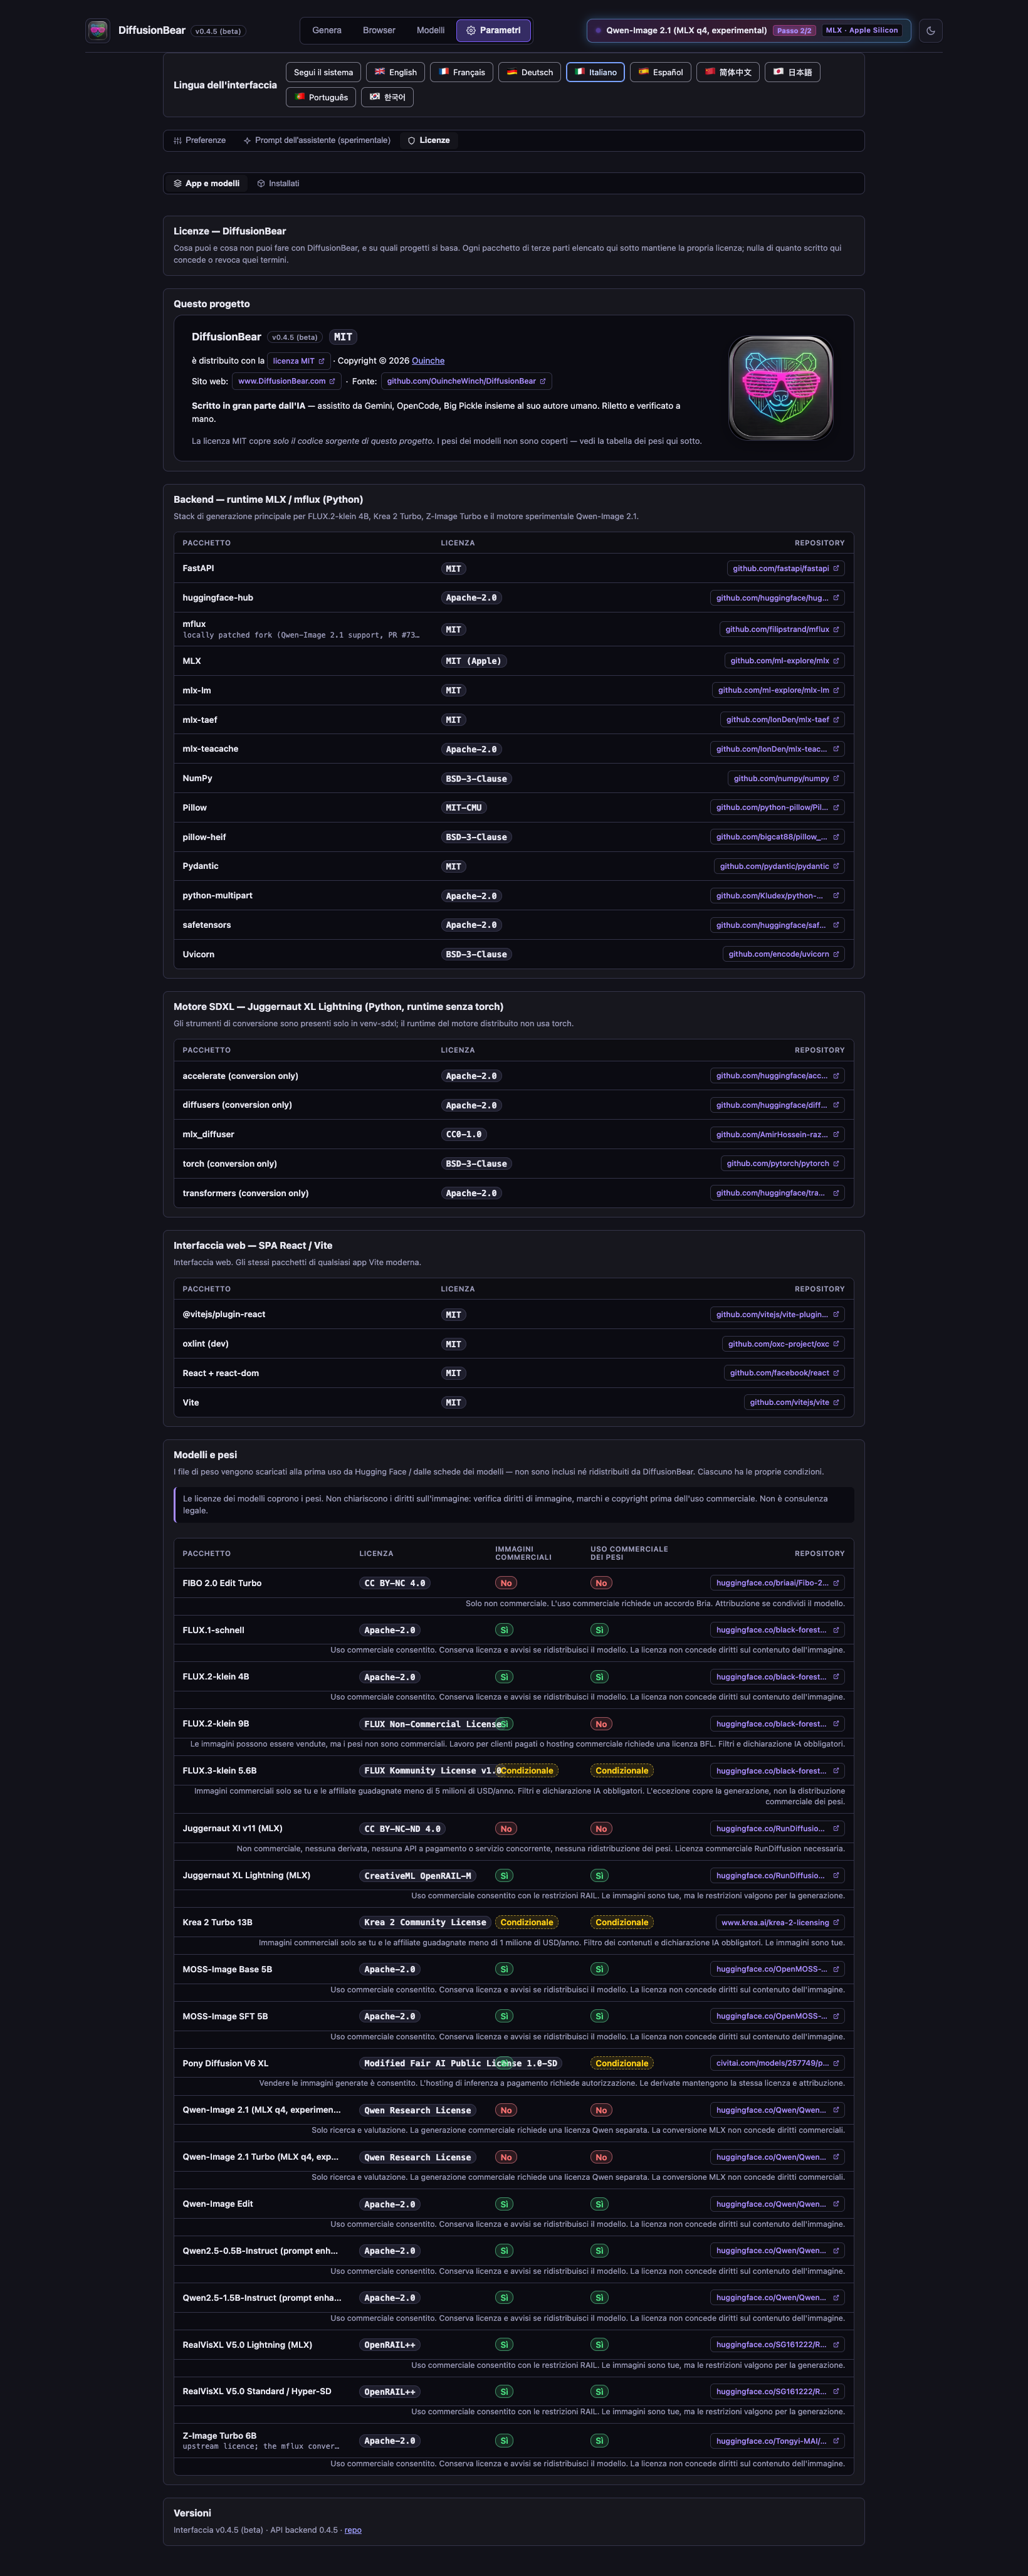 DiffusionBear v0.4.5 (beta)
Genera Browser Modelli Parametri
Qwen-Image 2.1 (MLX q4, experimental) Passo 2/2 MLX · Apple Silicon
Lingua dell'interfaccia
Segui il sistema English Français Deutsch Italiano Español 简体中文 日本語
Português 한국어
Preferenze Prompt dell'assistente (sperimentale) Licenze
App e modelli Installati
Licenze — DiffusionBear
Cosa puoi e cosa non puoi fare con DiffusionBear, e su quali progetti si basa. Ogni pacchetto di terze parti elencato qui sotto mantiene la propria licenza; nulla di quanto scritto qui
concede o revoca quei termini.
Questo progetto
DiffusionBear v0.4.5 (beta) MIT
è distribuito con la licenza MIT · Copyright © 2026 Ouinche
Sito web: www.DiffusionBear.com · Fonte: github.com/OuincheWinch/DiffusionBear
Scritto in gran parte dall'IA — assistito da Gemini, OpenCode, Big Pickle insieme al suo autore umano. Riletto e verificato a
mano.
La licenza MIT copre solo il codice sorgente di questo progetto. I pesi dei modelli non sono coperti — vedi la tabella dei pesi qui sotto.
Backend — runtime MLX / mflux (Python)
Stack di generazione principale per FLUX.2-klein 4B, Krea 2 Turbo, Z-Image Turbo e il motore sperimentale Qwen-Image 2.1.
PACCHETTO LICENZA REPOSITORY
FastAPI MIT github.com/fastapi/fastapi
huggingface-hub Apache-2.0 github.com/huggingface/hug…
mflux MIT github.com/filipstrand/mflux
locally patched fork (Qwen-Image 2.1 support, PR #73…
MLX MIT (Apple) github.com/ml-explore/mlx
mlx-lm MIT github.com/ml-explore/mlx-lm
mlx-taef MIT github.com/IonDen/mlx-taef
mlx-teacache Apache-2.0 github.com/IonDen/mlx-teac…
NumPy BSD-3-Clause github.com/numpy/numpy
Pillow MIT-CMU github.com/python-pillow/Pil…
pillow-heif BSD-3-Clause github.com/bigcat88/pillow_…
Pydantic MIT github.com/pydantic/pydantic
python-multipart Apache-2.0 github.com/Kludex/python-…
safetensors Apache-2.0 github.com/huggingface/saf…
Uvicorn BSD-3-Clause github.com/encode/uvicorn
Motore SDXL — Juggernaut XL Lightning (Python, runtime senza torch)
Gli strumenti di conversione sono presenti solo in venv-sdxl; il runtime del motore distribuito non usa torch.
PACCHETTO LICENZA REPOSITORY
accelerate (conversion only) Apache-2.0 github.com/huggingface/acc…
diffusers (conversion only) Apache-2.0 github.com/huggingface/diff…
mlx_diffuser CC0-1.0 github.com/AmirHossein-raz…
torch (conversion only) BSD-3-Clause github.com/pytorch/pytorch
transformers (conversion only) Apache-2.0 github.com/huggingface/tra…
Interfaccia web — SPA React / Vite
Interfaccia web. Gli stessi pacchetti di qualsiasi app Vite moderna.
PACCHETTO LICENZA REPOSITORY
@vitejs/plugin-react MIT github.com/vitejs/vite-plugin…
oxlint (dev) MIT github.com/oxc-project/oxc
React + react-dom MIT github.com/facebook/react
Vite MIT github.com/vitejs/vite
Modelli e pesi
I file di peso vengono scaricati alla prima uso da Hugging Face / dalle schede dei modelli — non sono inclusi né ridistribuiti da DiffusionBear. Ciascuno ha le proprie condizioni.
Le licenze dei modelli coprono i pesi. Non chiariscono i diritti sull'immagine: verifica diritti di immagine, marchi e copyright prima dell'uso commerciale. Non è consulenza
legale.
PACCHETTO LICENZA IMMAGINI COMMERCIALI USO COMMERCIALE DEI PESI REPOSITORY
FIBO 2.0 Edit Turbo CC BY-NC 4.0 No No huggingface.co/briaai/Fibo-2…
Solo non commerciale. L'uso commerciale richiede un accordo Bria. Attribuzione se condividi il modello.
FLUX.1-schnell Apache-2.0 Sì Sì huggingface.co/black-forest…
Uso commerciale consentito. Conserva licenza e avvisi se ridistribuisci il modello. La licenza non concede diritti sul contenuto dell'immagine.
FLUX.2-klein 4B Apache-2.0 Sì Sì huggingface.co/black-forest…
Uso commerciale consentito. Conserva licenza e avvisi se ridistribuisci il modello. La licenza non concede diritti sul contenuto dell'immagine.
FLUX.2-klein 9B FLUX Non-Commercial License Sì No huggingface.co/black-forest…
Le immagini possono essere vendute, ma i pesi non sono commerciali. Lavoro per clienti pagati o hosting commerciale richiede una licenza BFL. Filtri e dichiarazione IA obbligatori.
FLUX.3-klein 5.6B FLUX Kommunity License v1.0 Condizionale Condizionale huggingface.co/black-forest…
Immagini commerciali solo se tu e le affiliate guadagnate meno di 5 milioni di USD/anno. Filtri e dichiarazione IA obbligatori. L'eccezione copre la generazione, non la distribuzione
commerciale dei pesi.
Juggernaut XI v11 (MLX) CC BY-NC-ND 4.0 No No huggingface.co/RunDiffusio…
Non commerciale, nessuna derivata, nessuna API a pagamento o servizio concorrente, nessuna ridistribuzione dei pesi. Licenza commerciale RunDiffusion necessaria.
Juggernaut XL Lightning (MLX) CreativeML OpenRAIL-M Sì Sì huggingface.co/RunDiffusio…
Uso commerciale consentito con le restrizioni RAIL. Le immagini sono tue, ma le restrizioni valgono per la generazione.
Krea 2 Turbo 13B Krea 2 Community License Condizionale Condizionale www.krea.ai/krea-2-licensing
Immagini commerciali solo se tu e le affiliate guadagnate meno di 1 milione di USD/anno. Filtro dei contenuti e dichiarazione IA obbligatori. Le immagini sono tue.
MOSS-Image Base 5B Apache-2.0 Sì Sì huggingface.co/OpenMOSS-…
Uso commerciale consentito. Conserva licenza e avvisi se ridistribuisci il modello. La licenza non concede diritti sul contenuto dell'immagine.
MOSS-Image SFT 5B Apache-2.0 Sì Sì huggingface.co/OpenMOSS-…
Uso commerciale consentito. Conserva licenza e avvisi se ridistribuisci il modello. La licenza non concede diritti sul contenuto dell'immagine.
Pony Diffusion V6 XL Modified Fair AI Public License 1.0-SD Condizionale civitai.com/models/257749/p…
Vendere le immagini generate è consentito. L'hosting di inferenza a pagamento richiede autorizzazione. Le derivate mantengono la stessa licenza e attribuzione.
Qwen-Image 2.1 (MLX q4, experimen… Qwen Research License No No huggingface.co/Qwen/Qwen…
Solo ricerca e valutazione. La generazione commerciale richiede una licenza Qwen separata. La conversione MLX non concede diritti commerciali.
Qwen-Image 2.1 Turbo (MLX q4, exp… Qwen Research License No No huggingface.co/Qwen/Qwen…
Solo ricerca e valutazione. La generazione commerciale richiede una licenza Qwen separata. La conversione MLX non concede diritti commerciali.
Qwen-Image Edit Apache-2.0 Sì Sì huggingface.co/Qwen/Qwen…
Uso commerciale consentito. Conserva licenza e avvisi se ridistribuisci il modello. La licenza non concede diritti sul contenuto dell'immagine.
Qwen2.5-0.5B-Instruct (prompt enh… Apache-2.0 Sì Sì huggingface.co/Qwen/Qwen…
Uso commerciale consentito. Conserva licenza e avvisi se ridistribuisci il modello. La licenza non concede diritti sul contenuto dell'immagine.
Qwen2.5-1.5B-Instruct (prompt enha… Apache-2.0 Sì Sì huggingface.co/Qwen/Qwen…
Uso commerciale consentito. Conserva licenza e avvisi se ridistribuisci il modello. La licenza non concede diritti sul contenuto dell'immagine.
RealVisXL V5.0 Lightning (MLX) OpenRAIL++ Sì Sì huggingface.co/SG161222/R…
Uso commerciale consentito con le restrizioni RAIL. Le immagini sono tue, ma le restrizioni valgono per la generazione.
RealVisXL V5.0 Standard / Hyper-SD OpenRAIL++ Sì Sì huggingface.co/SG161222/R…
Uso commerciale consentito con le restrizioni RAIL. Le immagini sono tue, ma le restrizioni valgono per la generazione.
Z-Image Turbo 6B Apache-2.0 Sì Sì huggingface.co/Tongyi-MAI/…
upstream licence; the mflux conver…
Uso commerciale consentito. Conserva licenza e avvisi se ridistribuisci il modello. La licenza non concede diritti sul contenuto dell'immagine.
Versioni
Interfaccia v0.4.5 (beta) · API backend 0.4.5 · repo